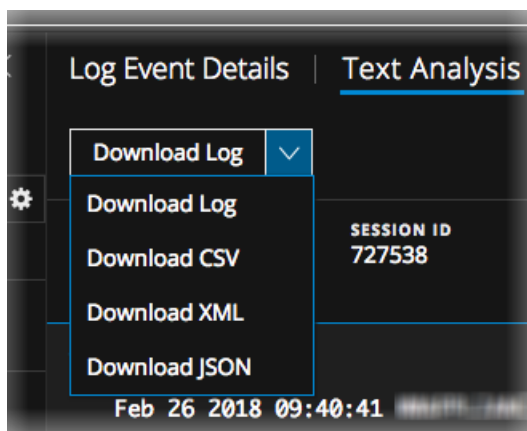 Log Event Details | Text Analysis
Download Log
Download Log
SESSION ID
Download CSV
727538
Download XML
Download JSON
Feb 26 2018 09:40:41